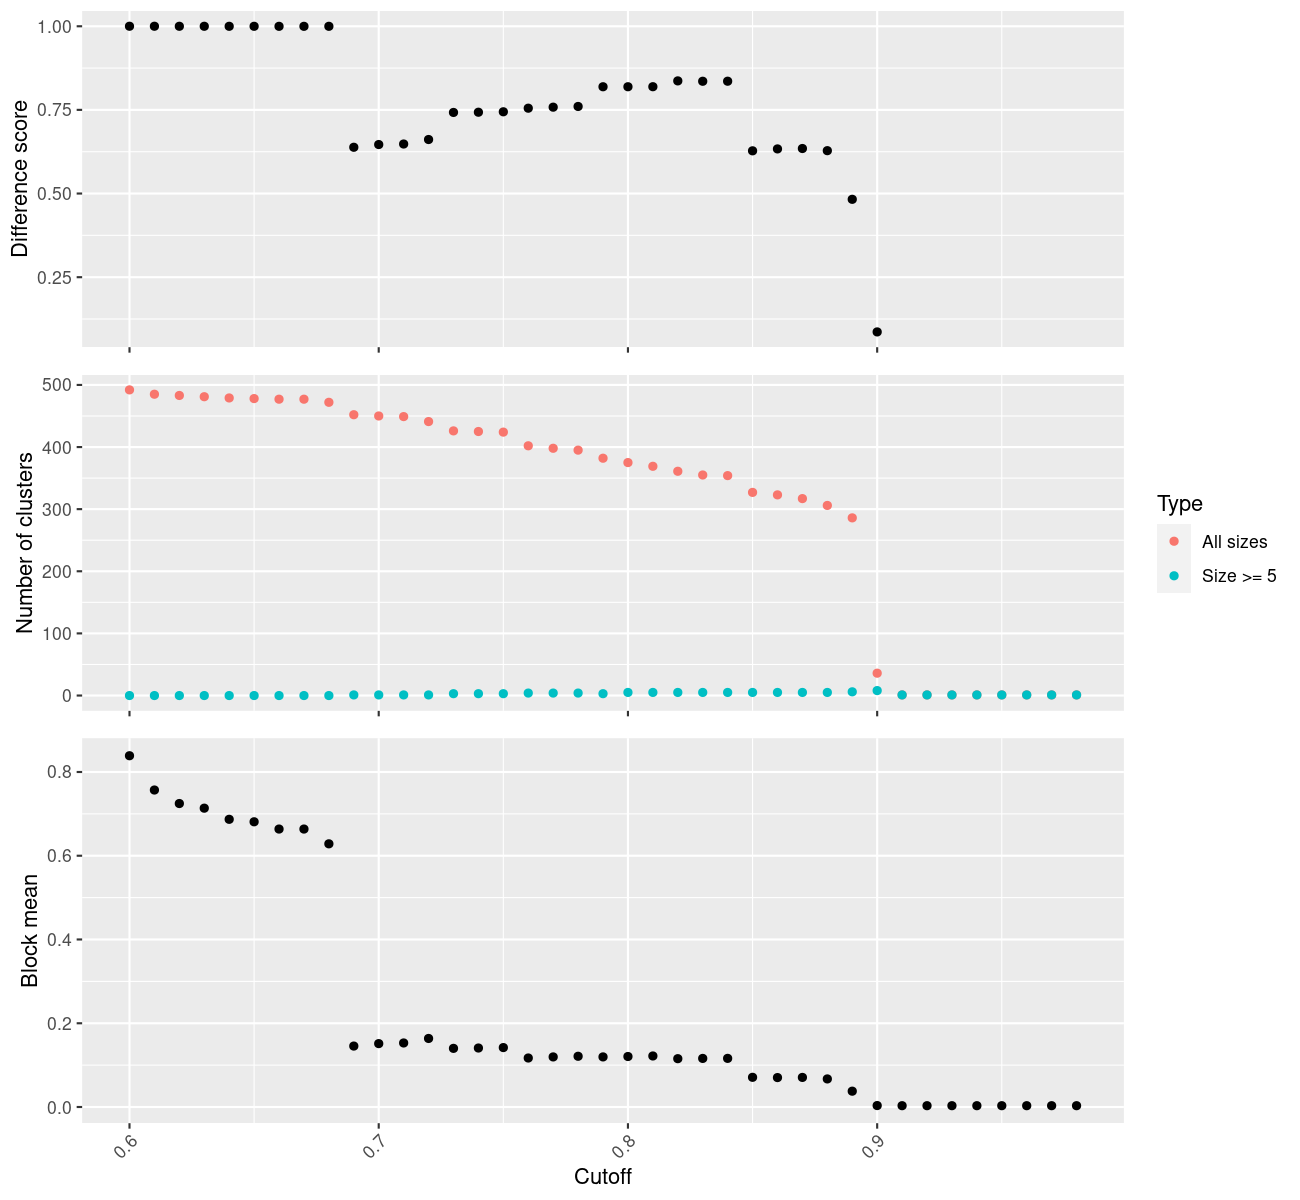 Difference score
1.00
0.75
0.50
0.25
Number of clusters
500
400
300
200
100
0
Type
All sizes
Size >= 5
Block mean
0.8
0.6
0.4
0.2
0.0
0.6 0.7 0.8 0.9
Cutoff